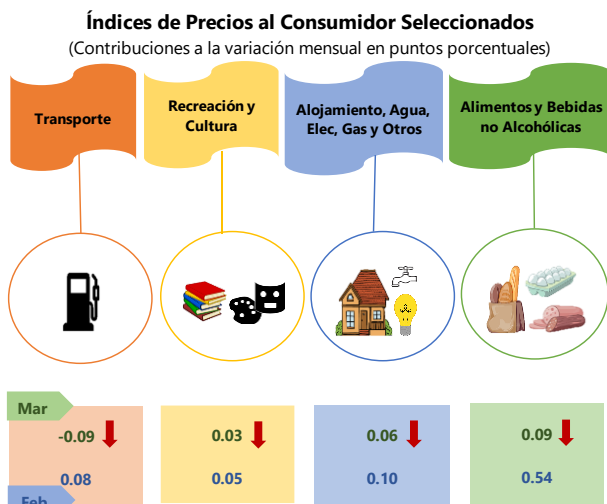 Índices de Precios al Consumidor Seleccionados
(Contribuciones a la variación mensual en puntos porcentuales)
Transporte
Recreación y
Cultura
Alojamiento, Agua,
Elec, Gas y Otros
Alimentos y Bebidas
no Alcohólicas
Mar
-0.09
0.03
0.06
0.09
0.08
0.05
0.10
0.54
Feb